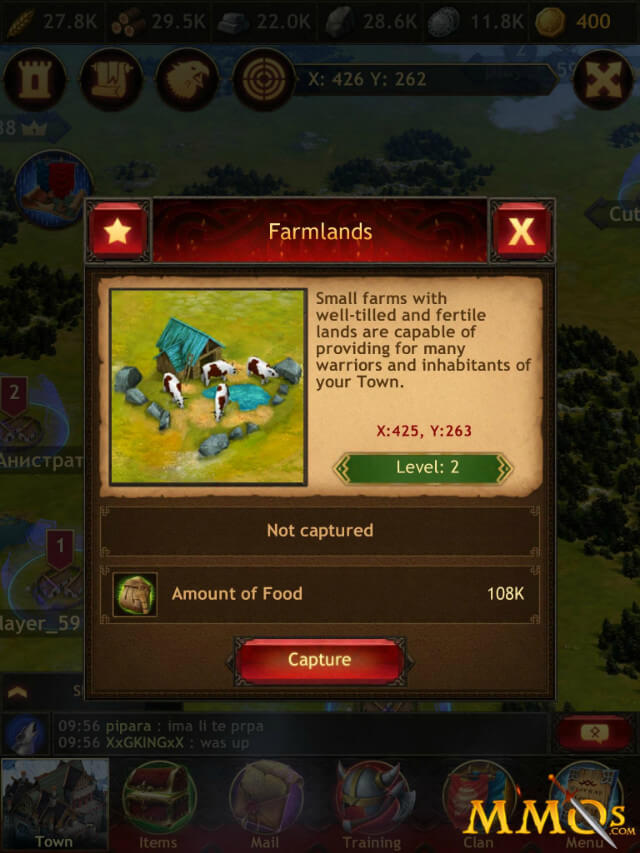 27.8K 29.5K 22.0K 28.6K 11.8K 400
X: 426 Y: 262
59
38
Cut
Farmlands
X
Small farms with
well-tilled and fertile
lands are capable of
providing for many
warriors and inhabitants of
your Town.
X:425, Y:263
Level: 2
2
Анистрат
Not captured
1
Amount of Food 108K
layer_59
Capture
S
09:56 pipara : ima li te prpa
09:56 XxGKINGxX : was up
Town Items Mail Training Clan Menu
MMOs.COM